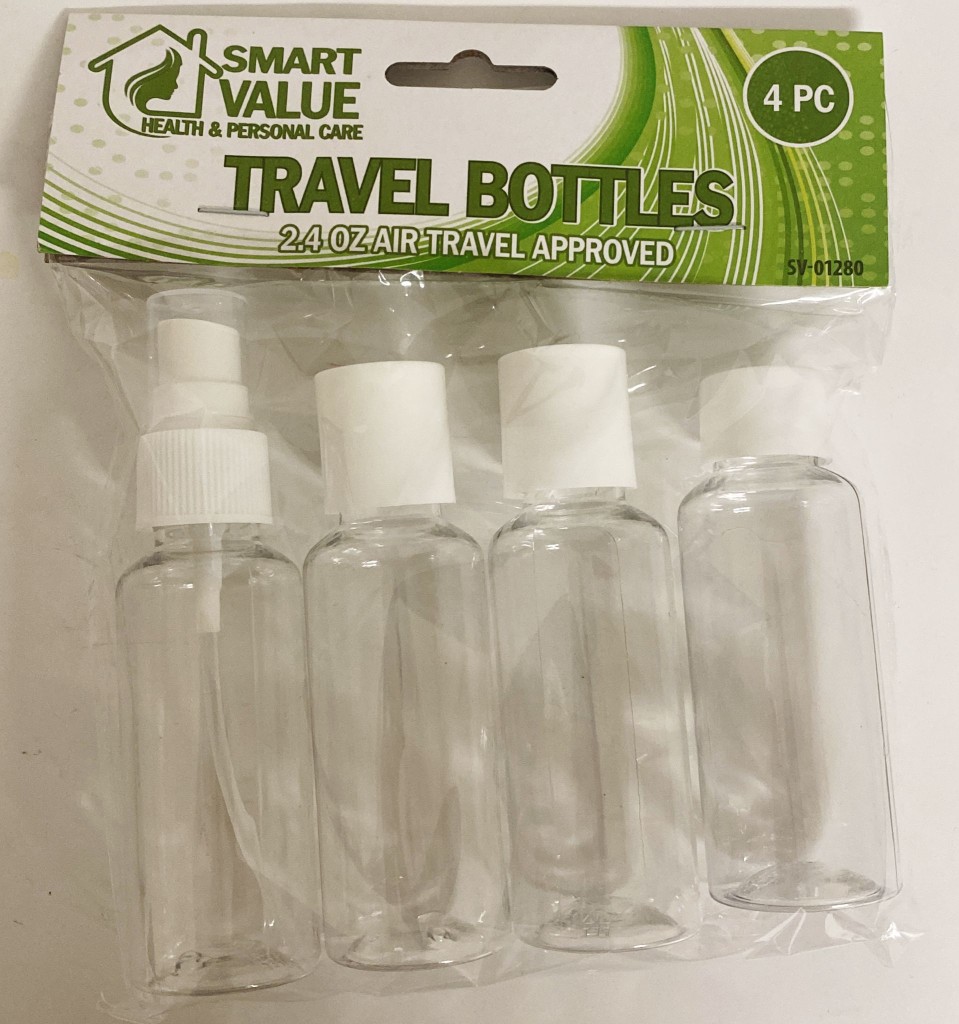 SMART
VALUE
HEALTH & PERSONAL CARE
4 PC
TRAVEL BOTTLES
2.4 OZ AIR TRAVEL APPROVED
SV-01280